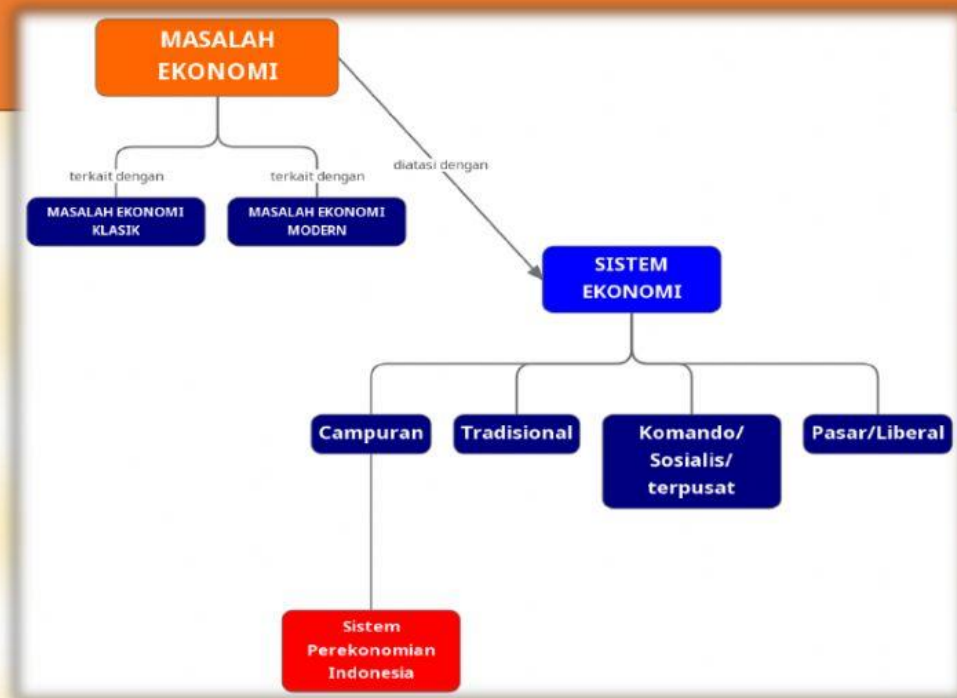 MASALAH
EKONOMI
terkait dengan
terkait dengan
diatasi dengan
MASALAH EKONOMI
KLASIK
MASALAH EKONOMI
MODERN
SISTEM
EKONOMI
Campuran
Tradisional
Komando/
Sosialis/
terpusat
Pasar/Liberal
Sistem
Perekonomian
Indonesia